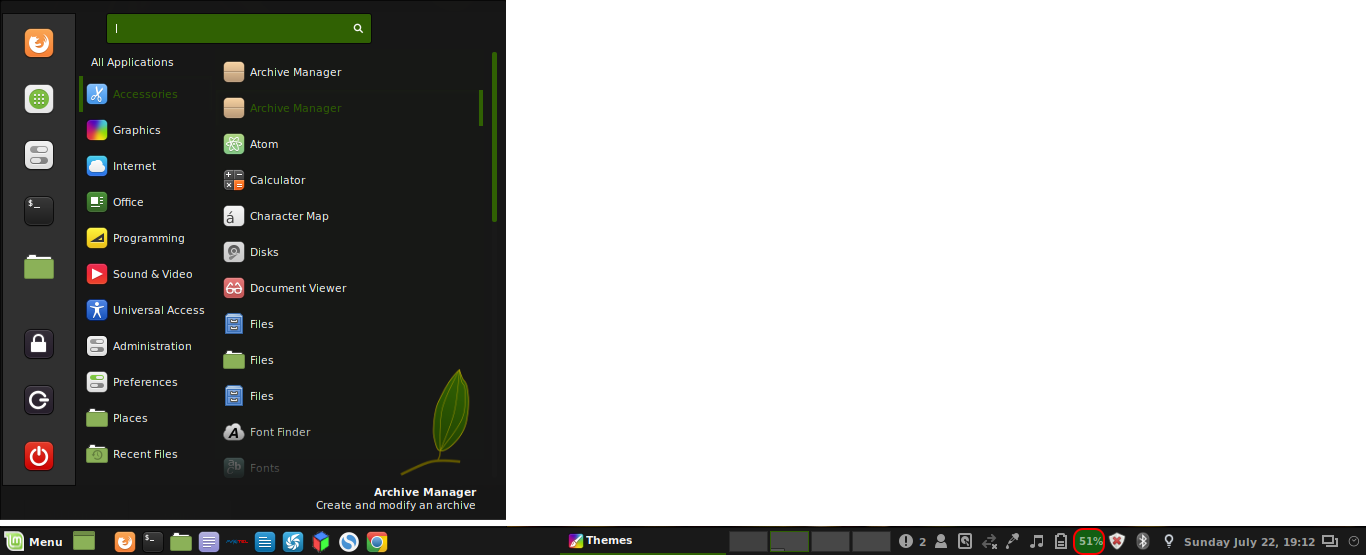 All Applications
Accessories
Graphics
Internet
Office
Programming
Sound & Video
Universal Access
Administration
Preferences
Places
Recent Files
Archive Manager
Archive Manager
Atom
Calculator
Character Map
Disks
Document Viewer
Files
Files
Files
Font Finder
Fonts
Archive Manager
Create and modify an archive
Menu
Themes
2
51%
Sunday July 22, 19:12